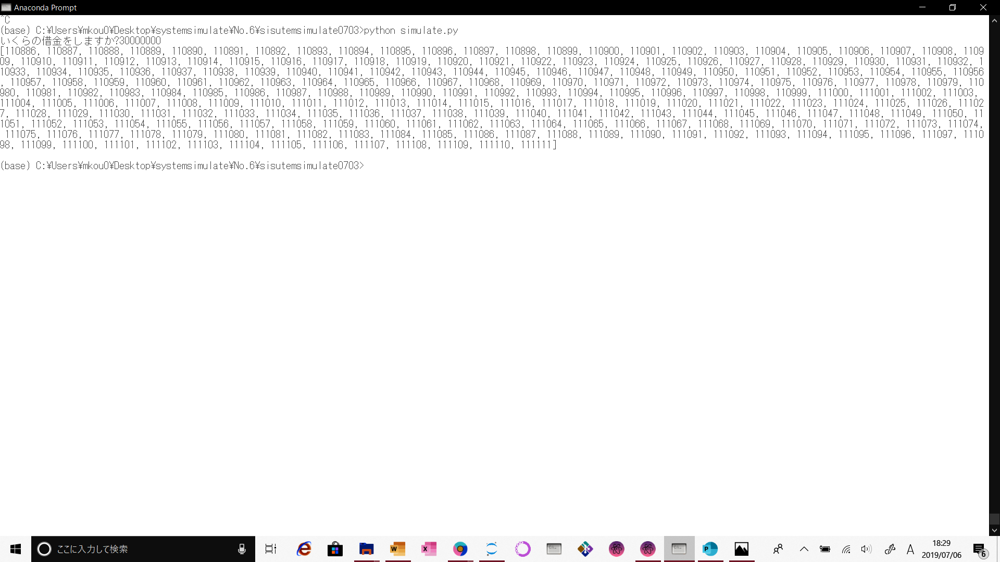 Anaconda Prompt
^C
(base) C:¥Users¥mkou0¥Desktop¥systemsimulate¥No.6¥sisutemsimulate0703>python simulate.py
いくらの借金をしますか?30000000
[110886, 110887, 110888, 110889, 110890, 110891, 110892, 110893, 110894, 110895, 110896, 110897, 110898, 110899, 110900, 110901, 110902, 110903, 110904, 110905, 110906, 110907, 110908, 1109
09, 110910, 110911, 110912, 110913, 110914, 110915, 110916, 110917, 110918, 110919, 110920, 110921, 110922, 110923, 110924, 110925, 110926, 110927, 110928, 110929, 110930, 110931, 110932, 1
10933, 110934, 110935, 110936, 110937, 110938, 110939, 110940, 110941, 110942, 110943, 110944, 110945, 110946, 110947, 110948, 110949, 110950, 110951, 110952, 110953, 110954, 110955, 110956
, 110957, 110958, 110959, 110960, 110961, 110962, 110963, 110964, 110965, 110966, 110967, 110968, 110969, 110970, 110971, 110972, 110973, 110974, 110975, 110976, 110977, 110978, 110979, 110
980, 110981, 110982, 110983, 110984, 110985, 110986, 110987, 110988, 110989, 110990, 110991, 110992, 110993, 110994, 110995, 110996, 110997, 110998, 110999, 111000, 111001, 111002, 111003,
111004, 111005, 111006, 111007, 111008, 111009, 111010, 111011, 111012, 111013, 111014, 111015, 111016, 111017, 111018, 111019, 111020, 111021, 111022, 111023, 111024, 111025, 111026, 11102
7, 111028, 111029, 111030, 111031, 111032, 111033, 111034, 111035, 111036, 111037, 111038, 111039, 111040, 111041, 111042, 111043, 111044, 111045, 111046, 111047, 111048, 111049, 111050, 11
1051, 111052, 111053, 111054, 111055, 111056, 111057, 111058, 111059, 111060, 111061, 111062, 111063, 111064, 111065, 111066, 111067, 111068, 111069, 111070, 111071, 111072, 111073, 111074,
111075, 111076, 111077, 111078, 111079, 111080, 111081, 111082, 111083, 111084, 111085, 111086, 111087, 111088, 111089, 111090, 111091, 111092, 111093, 111094, 111095, 111096, 111097, 1110
98, 111099, 111100, 111101, 111102, 111103, 111104, 111105, 111106, 111107, 111108, 111109, 111110, 111111]
(base) C:¥Users¥mkou0¥Desktop¥systemsimulate¥No.6¥sisutemsimulate0703>
ここに入力して検索
A
18:29
2019/07/06
6